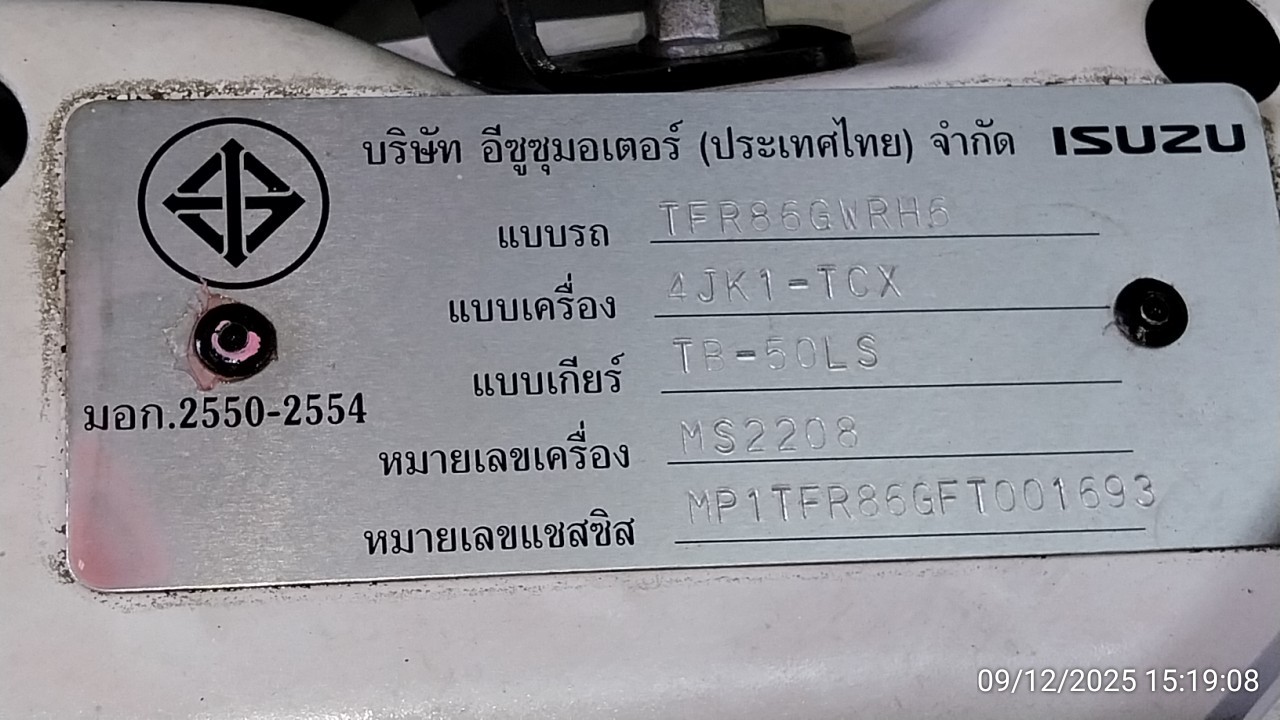 บริษัท อีซูซุมอเตอร์ (ประเทศไทย) จำกัด ISUZU
แบบรถ TFR86GWRH6
แบบเครื่อง 4JK1-TCX
แบบเกียร์ TB-50LS
มอก.2550-2554
หมายเลขเครื่อง MS2208
หมายเลขแชสซิส MP1TFR86GFT001693
09/12/2025 15:19:08